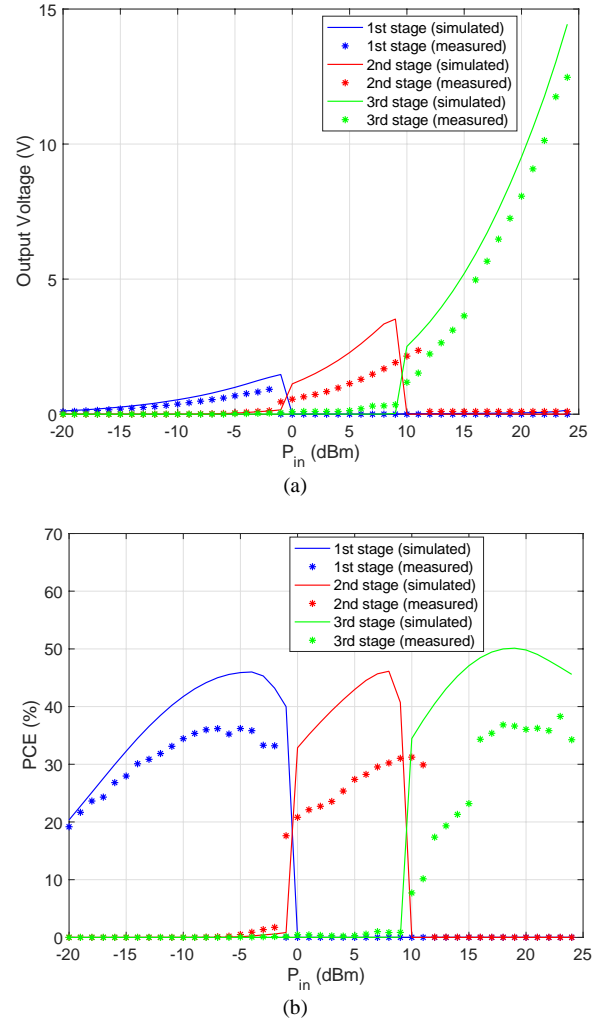 1st stage (simulated)
1st stage (measured)
2nd stage (simulated)
2nd stage (measured)
3rd stage (simulated)
3rd stage (measured)
Output Voltage (V)
15
10
5
0
-20 -15 -10 -5 0 5 10 15 20 25
P_in (dBm)
(a)
1st stage (simulated)
1st stage (measured)
2nd stage (simulated)
2nd stage (measured)
3rd stage (simulated)
3rd stage (measured)
PCE (%)
70
60
50
40
30
20
10
0
-20 -15 -10 -5 0 5 10 15 20 25
P_in (dBm)
(b)